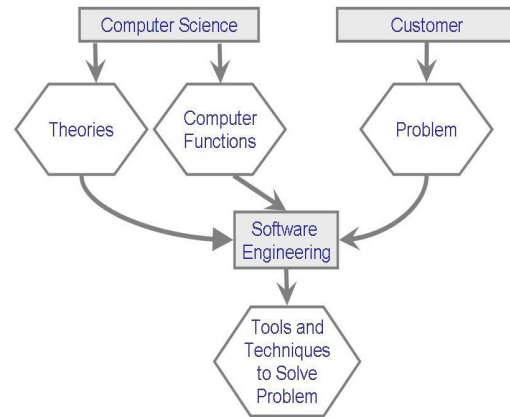 Computer Science
Customer
Theories
Computer
Functions
Problem
Software
Engineering
Tools and
Techniques
to Solve
Problem